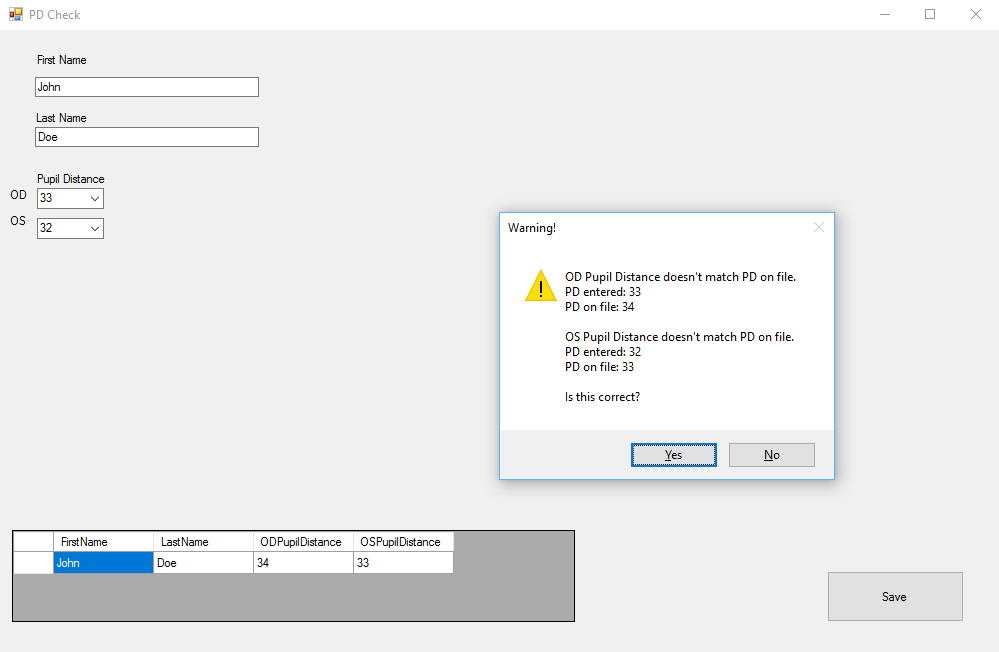 PD Check
First Name
John
Last Name
Doe
Pupil Distance
OD
33
OS
32
Warning!
OD Pupil Distance doesn't match PD on file.
PD entered: 33
PD on file: 34
OS Pupil Distance doesn't match PD on file.
PD entered: 32
PD on file: 33
Is this correct?
Yes No
FirstName LastName ODPupilDistance OSPupilDistance
John Doe 34 33
Save